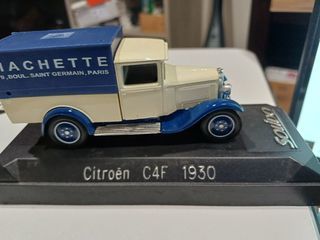 HACHETTE
BOUL. SAINT GERMAIN, PARIS
Citroën C4F 1930
Solido